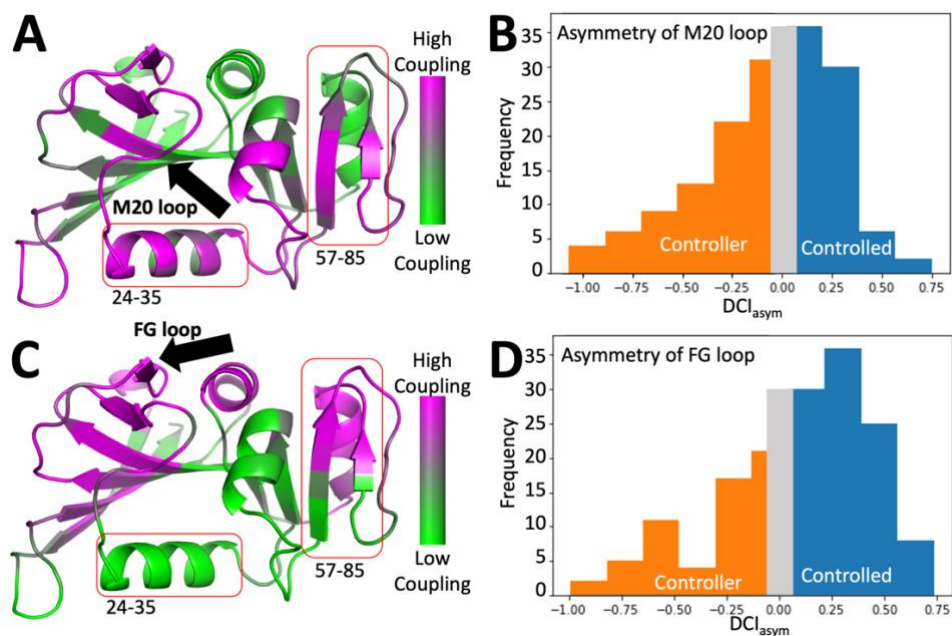 A
High
Coupling
M20 loop
Low
Coupling
24-35
57-85
B
Asymmetry of M20 loop
Frequency
35
30
25
20
15
10
5
0
Controller
Controlled
−1.00 −0.75 −0.50 −0.25 0.00 0.25 0.50 0.75
DCIasym
C
FG loop
High
Coupling
Low
Coupling
24-35
57-85
D
Asymmetry of FG loop
Frequency
35
30
25
20
15
10
5
0
Controller
Controlled
−1.00 −0.75 −0.50 −0.25 0.00 0.25 0.50 0.75
DCIasym